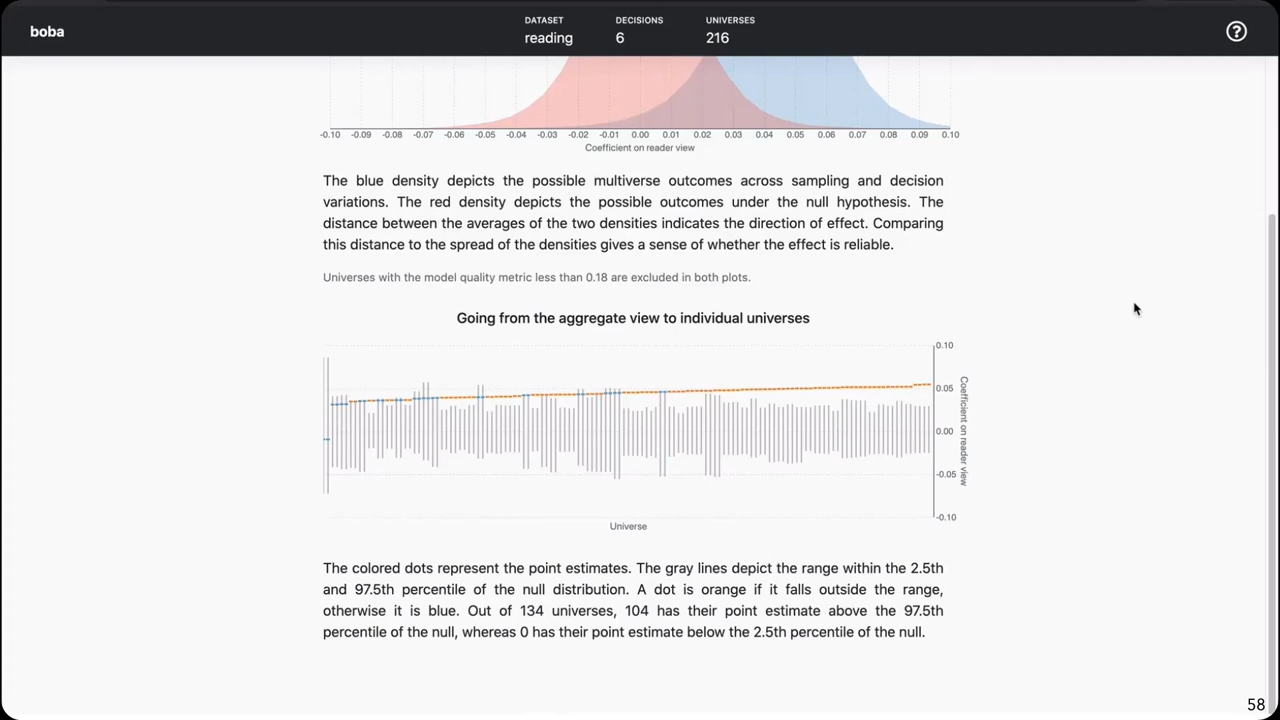 boba
DATASET DECISIONS UNIVERSES
reading 6 216
?
-0.10 -0.09 -0.08 -0.07 -0.06 -0.05 -0.04 -0.03 -0.02 -0.01 0.00 0.01 0.02 0.03 0.04 0.05 0.06 0.07 0.08 0.09 0.10
Coefficient on reader view
The blue density depicts the possible multiverse outcomes across sampling and decision
variations. The red density depicts the possible outcomes under the null hypothesis. The
distance between the averages of the two densities indicates the direction of effect. Comparing
this distance to the spread of the densities gives a sense of whether the effect is reliable.
Universes with the model quality metric less than 0.18 are excluded in both plots.
Going from the aggregate view to individual universes
0.10
0.05
0.00
-0.05
-0.10
Coefficient on reader view
Universe
The colored dots represent the point estimates. The gray lines depict the range within the 2.5th
and 97.5th percentile of the null distribution. A dot is orange if it falls outside the range,
otherwise it is blue. Out of 134 universes, 104 has their point estimate above the 97.5th
percentile of the null, whereas 0 has their point estimate below the 2.5th percentile of the null.
58